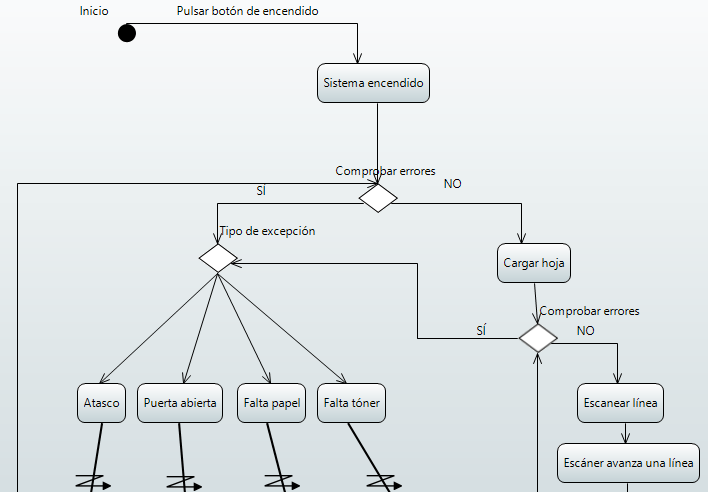 Inicio
Pulsar botón de encendido
Sistema encendido
Comprobar errores
SÍ
NO
Tipo de excepción
Cargar hoja
Comprobar errores
SÍ
NO
Atasco
Puerta abierta
Falta papel
Falta tóner
Escanear línea
Escáner avanza una línea